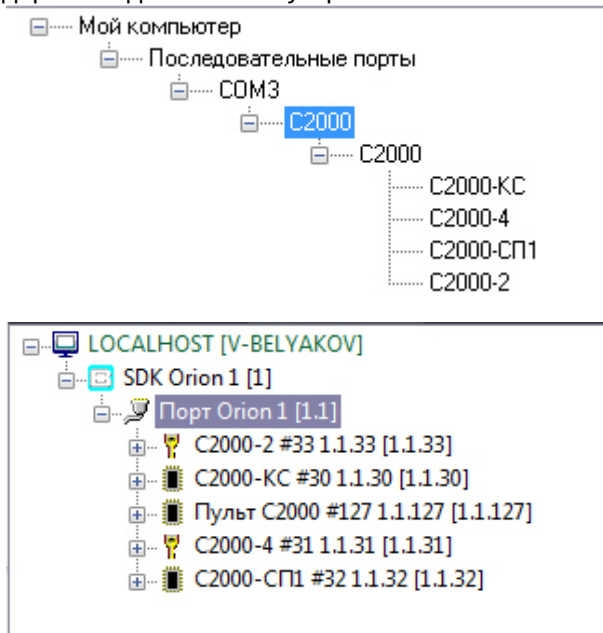 Мой компьютер
Последовательные порты
COM3
C2000
C2000
С2000-КС
С2000-4
С2000-СП1
С2000-2
LOCALHOST [V-BELYAKOV]
SDK Orion 1 [1]
Порт Orion 1 [1.1]
С2000-2 #33 1.1.33 [1.1.33]
С2000-КС #30 1.1.30 [1.1.30]
Пульт С2000 #127 1.1.127 [1.1.127]
С2000-4 #31 1.1.31 [1.1.31]
С2000-СП1 #32 1.1.32 [1.1.32]